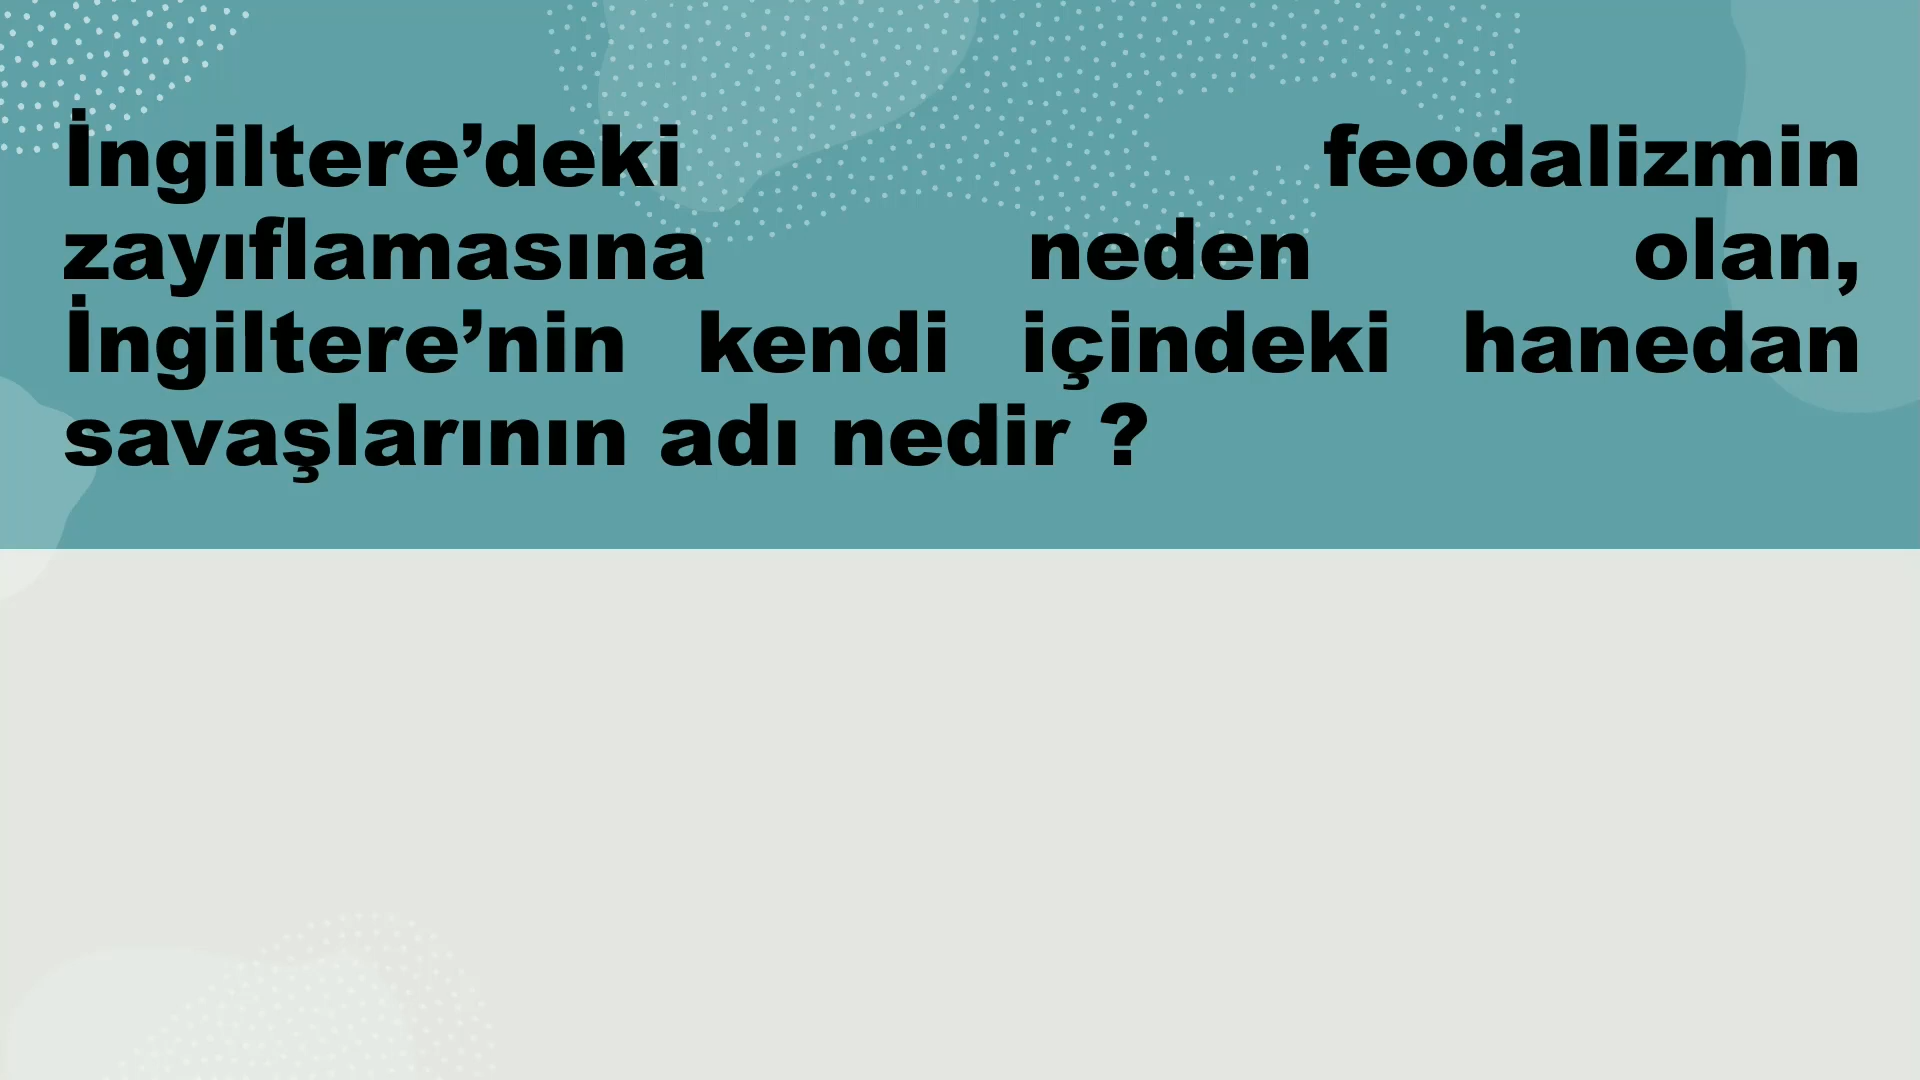 İngiltere’deki feodalizmin
zayıflamasına neden olan,
İngiltere’nin kendi içindeki hanedan
savaşlarının adı nedir ?